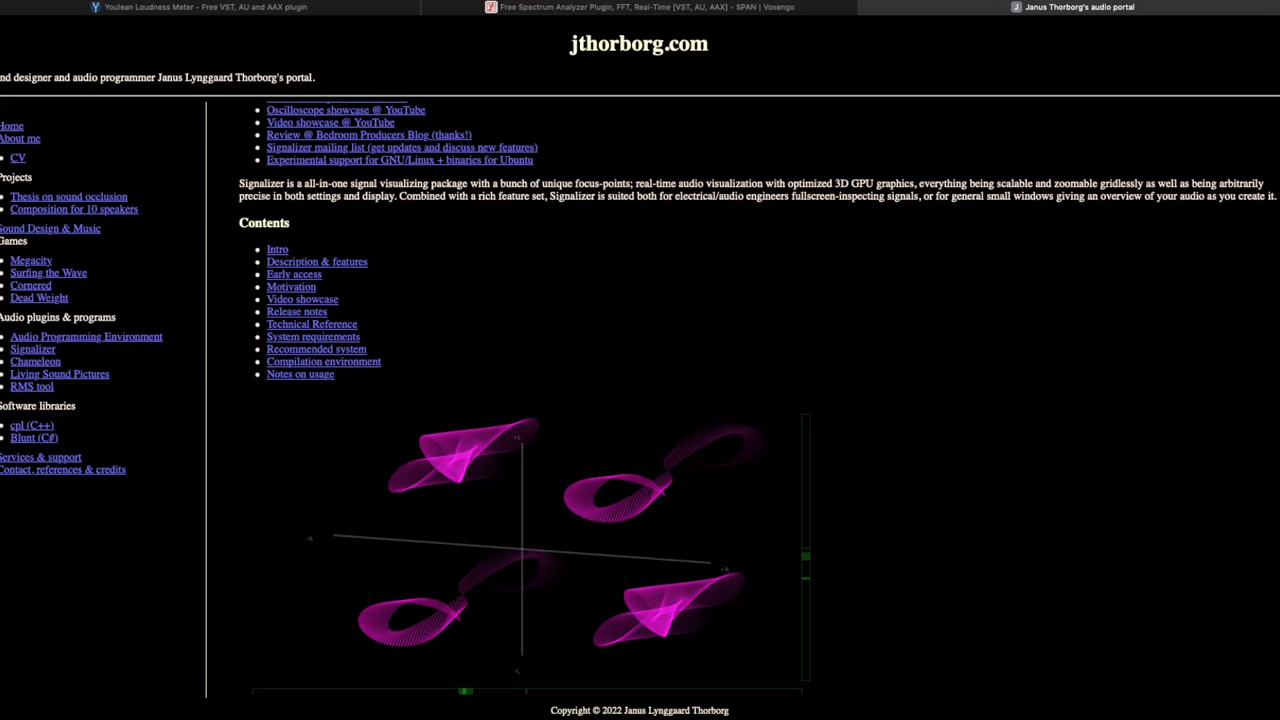 Youlean Loudness Meter - Free VST, AU and AAX plugin
Free Spectrum Analyzer Plugin, FFT, Real-Time [VST, AU, AAX] - SPAN | Voxengo
J Janus Thorborg's audio portal
jthorborg.com
nd designer and audio programmer Janus Lynggaard Thorborg's portal.
Home
About me
CV
Projects
Thesis on sound occlusion
Composition for 10 speakers
Sound Design & Music
Games
Megacity
Surfing the Wave
Cornered
Dead Weight
Audio plugins & programs
Audio Programming Environment
Signalizer
Chameleon
Living Sound Pictures
RMS tool
Software libraries
cpl (C++)
Blunt (C#)
Services & support
Contact, references & credits
Oscilloscope showcase @ YouTube
Video showcase @ YouTube
Review @ Bedroom Producers Blog (thanks!)
Signalizer mailing list (get updates and discuss new features)
Experimental support for GNU/Linux + binaries for Ubuntu
Signalizer is a all-in-one signal visualizing package with a bunch of unique focus-points; real-time audio visualization with optimized 3D GPU graphics, everything being scalable and zoomable gridlessly as well as being arbitrarily
precise in both settings and display. Combined with a rich feature set, Signalizer is suited both for electrical/audio engineers fullscreen-inspecting signals, or for general small windows giving an overview of your audio as you create it.
Contents
Intro
Description & features
Early access
Motivation
Video showcase
Release notes
Technical Reference
System requirements
Recommended system
Compilation environment
Notes on usage
+L
-R
+R
-L
Copyright © 2022 Janus Lynggaard Thorborg